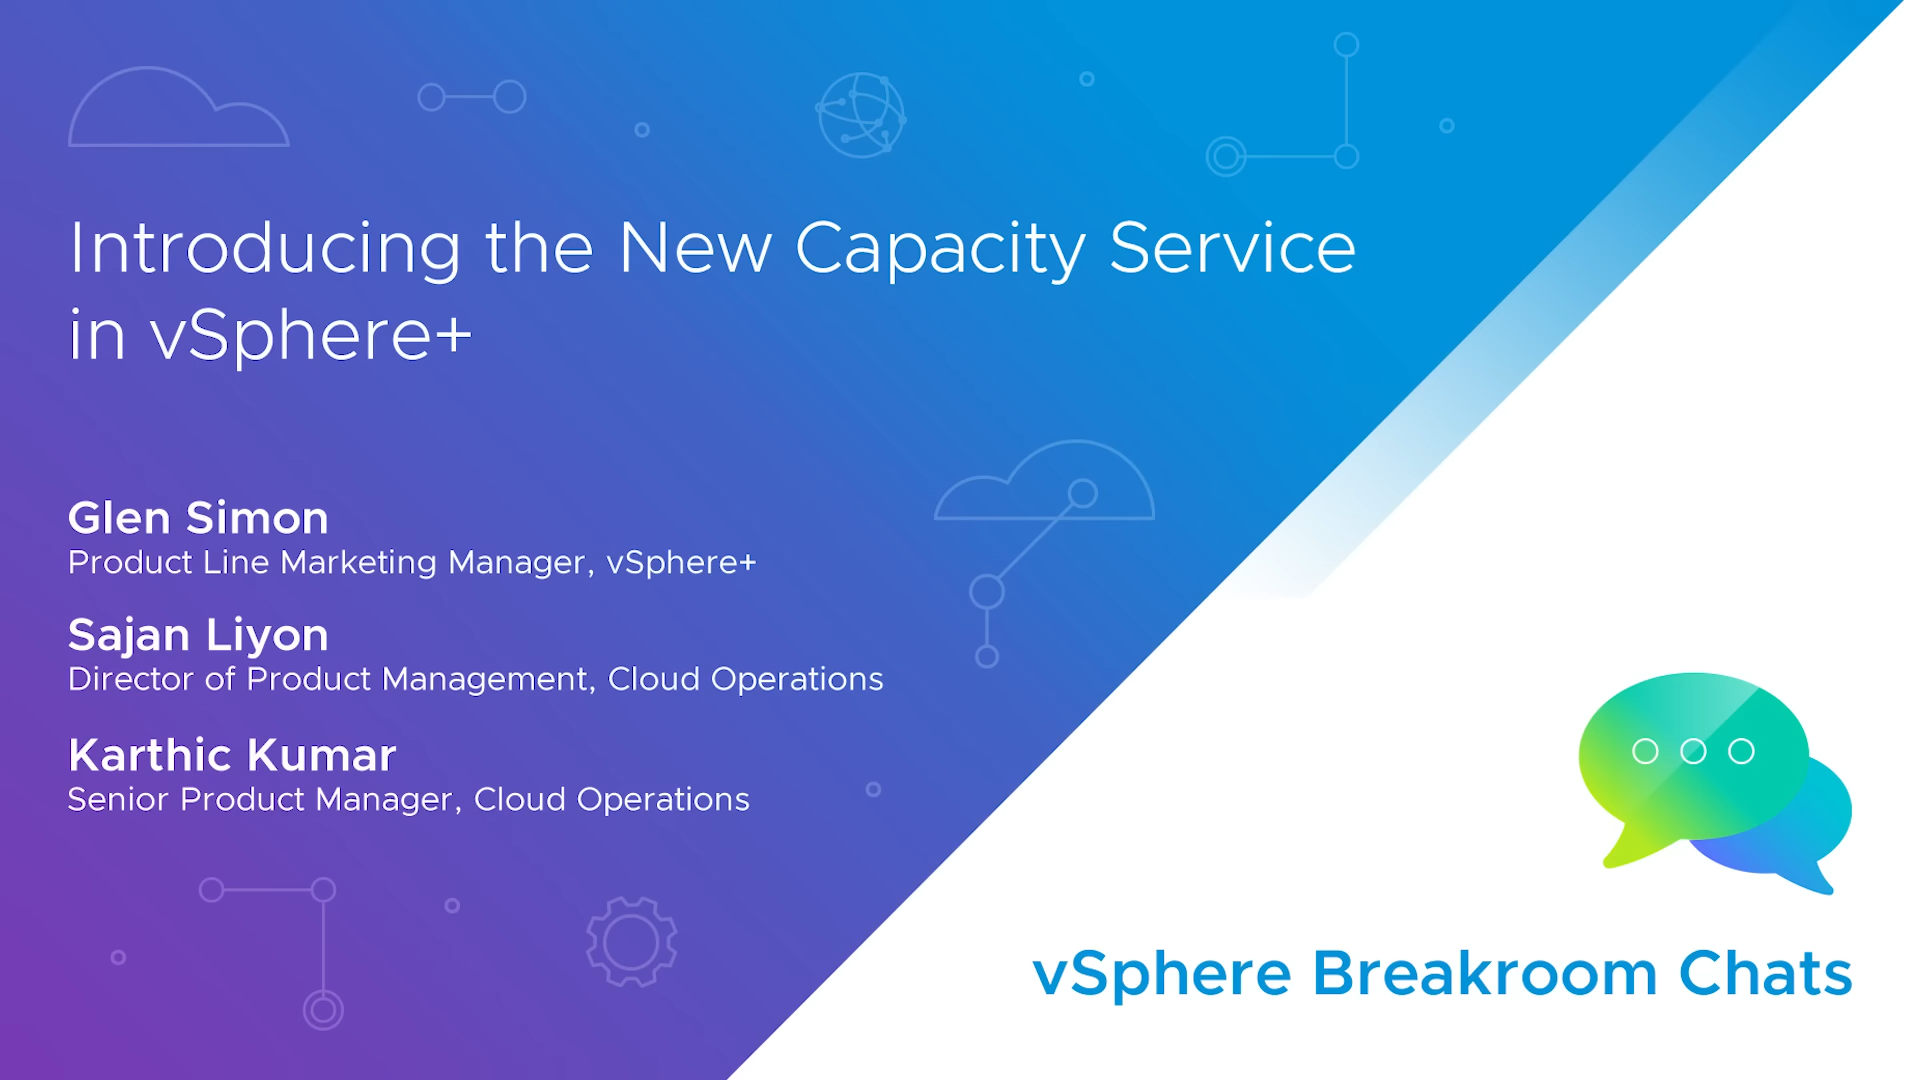 Introducing the New Capacity Service
in vSphere+
Glen Simon
Product Line Marketing Manager, vSphere+
Sajan Liyon
Director of Product Management, Cloud Operations
Karthic Kumar
Senior Product Manager, Cloud Operations
vSphere Breakroom Chats